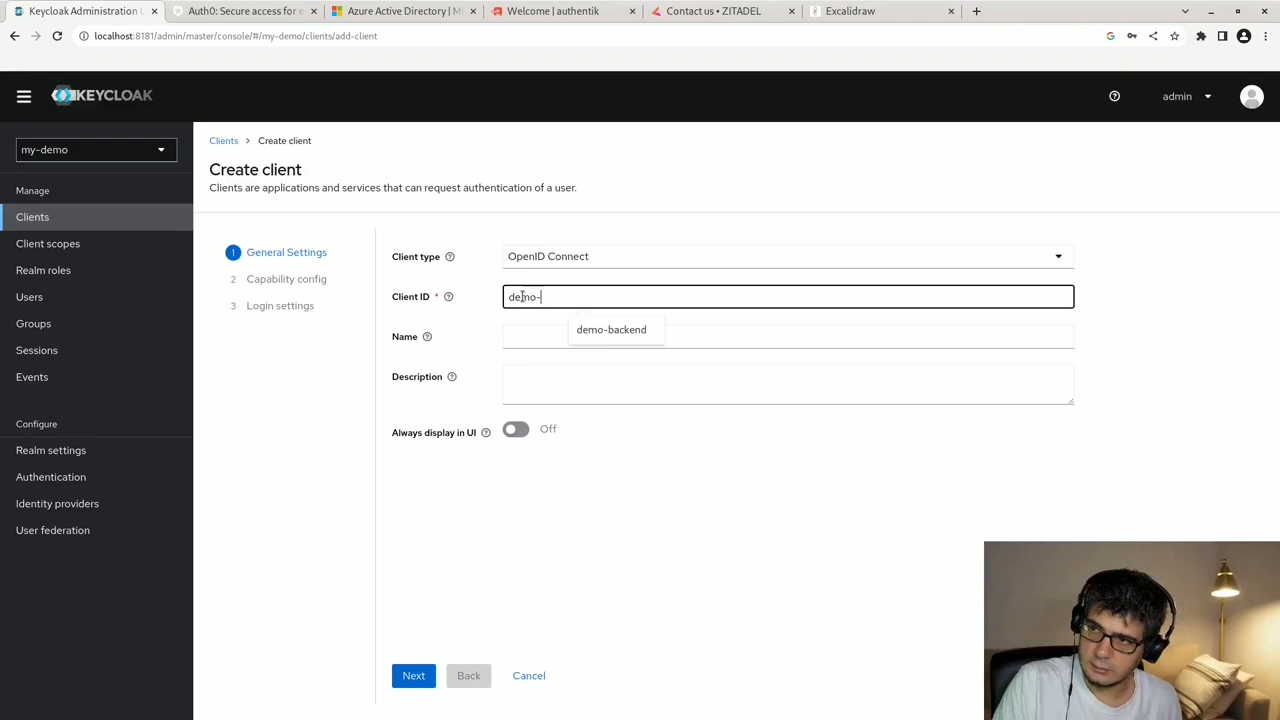 Keycloak Administration U
Auth0: Secure access for e
Azure Active Directory | M
Welcome | authentik
Contact us • ZITADEL
Excalidraw
localhost:8181/admin/master/console/#/my-demo/clients/add-client
KEYCLOAK
admin
my-demo
Manage
Clients
Client scopes
Realm roles
Users
Groups
Sessions
Events
Configure
Realm settings
Authentication
Identity providers
User federation
Clients > Create client
Create client
Clients are applications and services that can request authentication of a user.
1 General Settings
2 Capability config
3 Login settings
Client type
OpenID Connect
Client ID *
demo-
demo-backend
Name
Description
Always display in UI
Off
Next
Back
Cancel